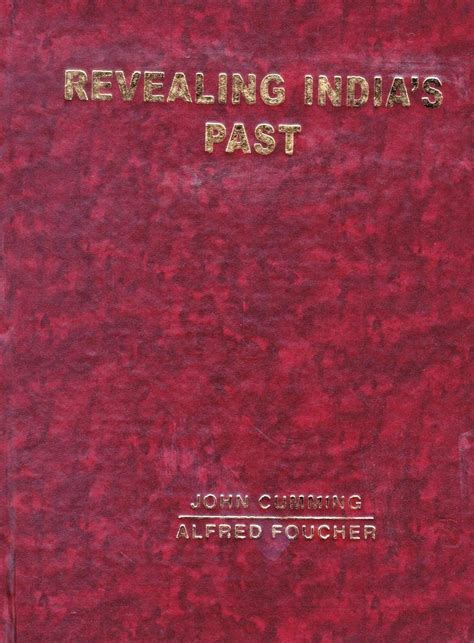 REVEALING INDIA'S
PAST
JOHN CUMMING
ALFRED FOUCHER